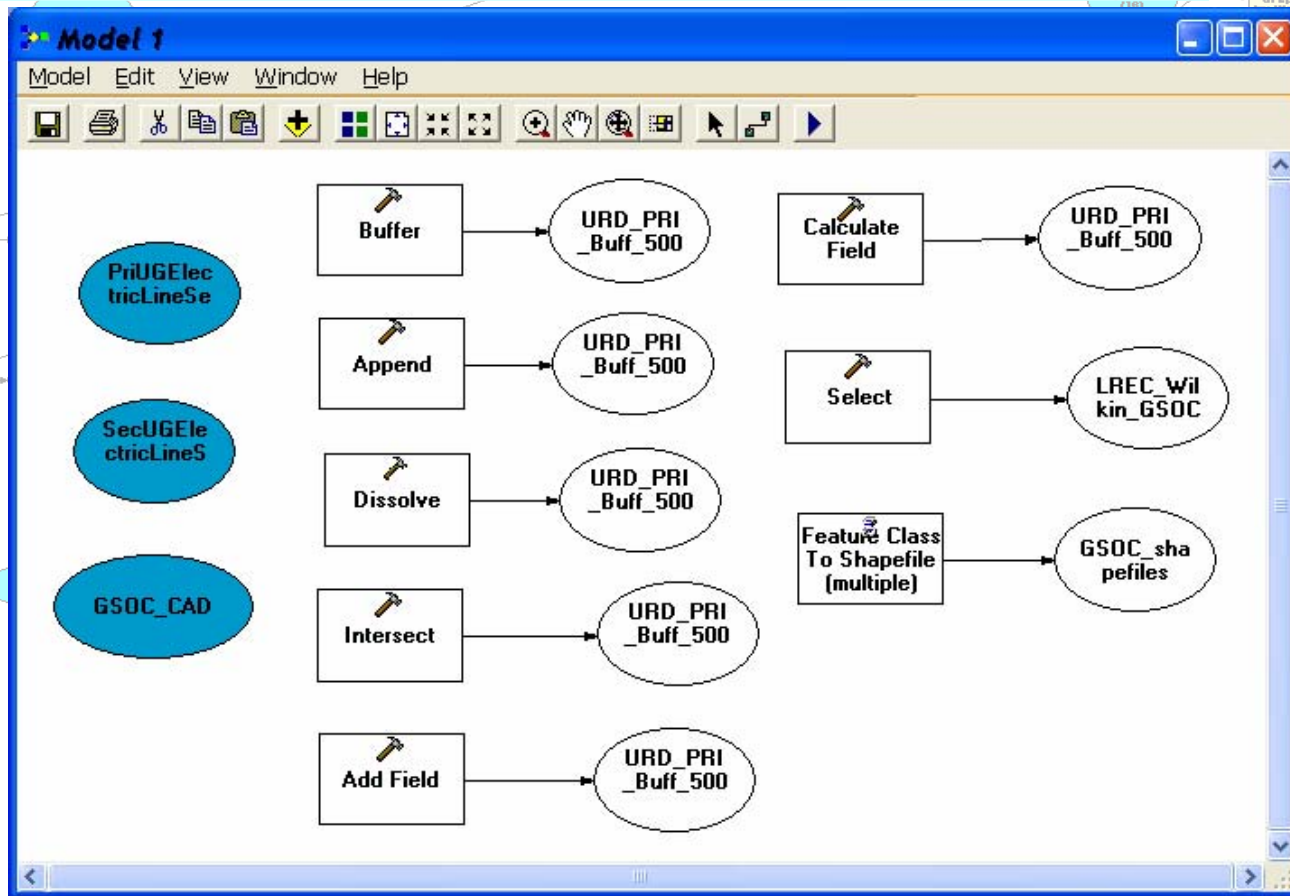 Model 1
Model Edit View Window Help
PriUGElec
tricLineSe
SecUGEle
ctricLineS
GSOC_CAD
Buffer
URD_PRI
_Buff_500
Append
URD_PRI
_Buff_500
Dissolve
URD_PRI
_Buff_500
Intersect
URD_PRI
_Buff_500
Add Field
URD_PRI
_Buff_500
Calculate
Field
URD_PRI
_Buff_500
Select
LREC_Wil
kin_GSOC
Feature Class
To Shapefile
(multiple)
GSOC_sha
pefiles